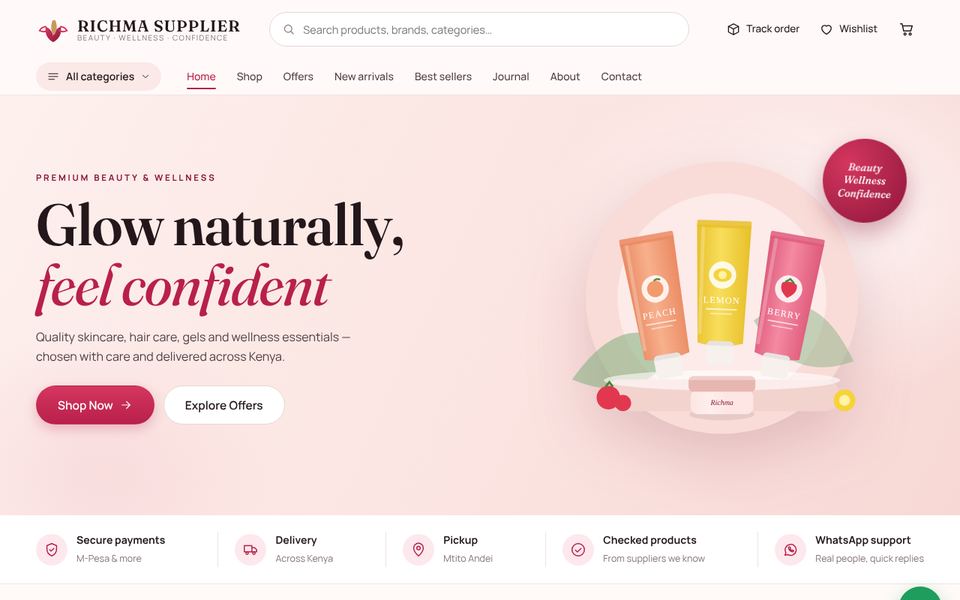 RICHMA SUPPLIER
BEAUTY · WELLNESS · CONFIDENCE
Search products, brands, categories...
Track order
Wishlist
All categories
Home
Shop
Offers
New arrivals
Best sellers
Journal
About
Contact
PREMIUM BEAUTY & WELLNESS
Glow naturally,
feel confident
Quality skincare, hair care, gels and wellness essentials —
chosen with care and delivered across Kenya.
Shop Now
Explore Offers
Beauty
Wellness
Confidence
PEACH
LEMON
BERRY
Richma
Secure payments
M-Pesa & more
Delivery
Across Kenya
Pickup
Mtito Andei
Checked products
From suppliers we know
WhatsApp support
Real people, quick replies